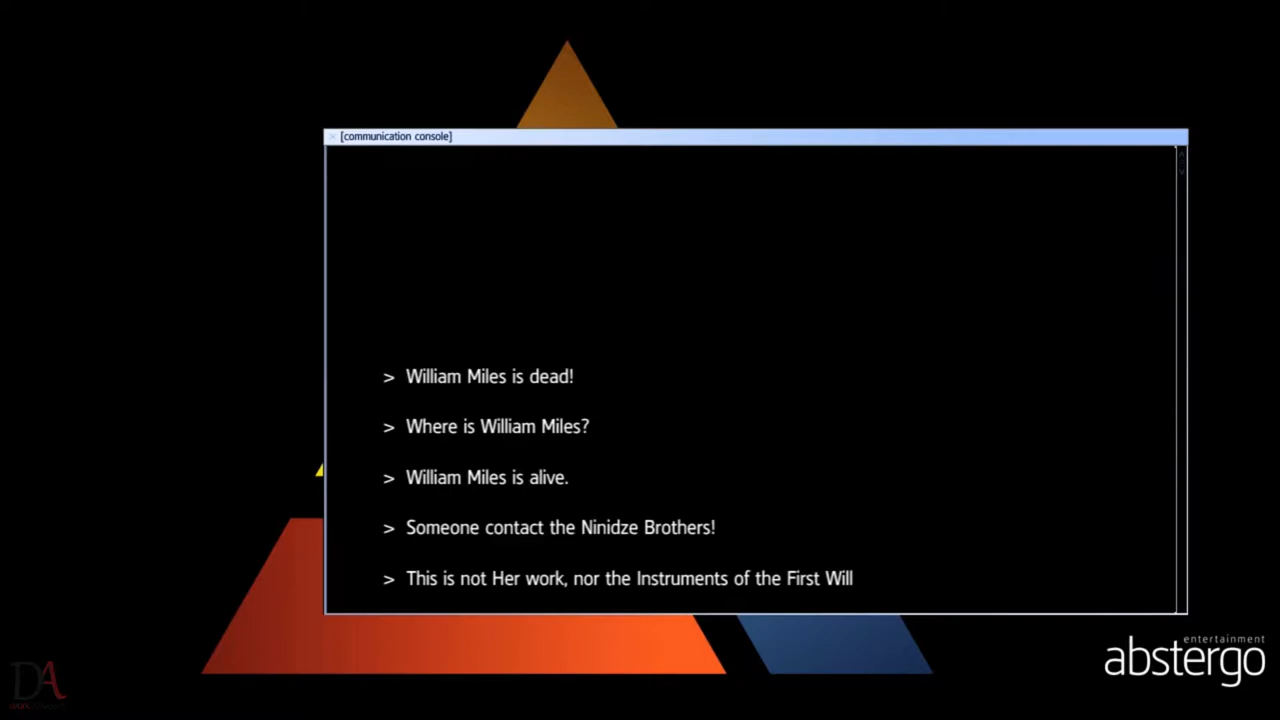 [communication console]
> William Miles is dead!
> Where is William Miles?
> William Miles is alive.
> Someone contact the Ninidze Brothers!
> This is not Her work, nor the Instruments of the First Will
entertainment
abstergo
DA